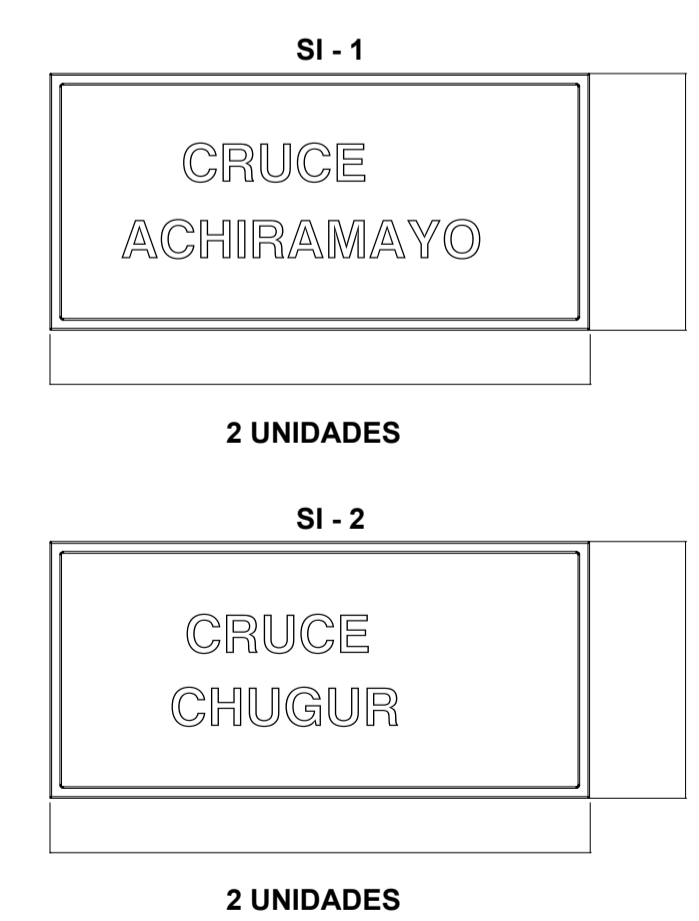 SI - 1
CRUCE
ACHIRAMAYO
2 UNIDADES
SI - 2
CRUCE
CHUGUR
2 UNIDADES